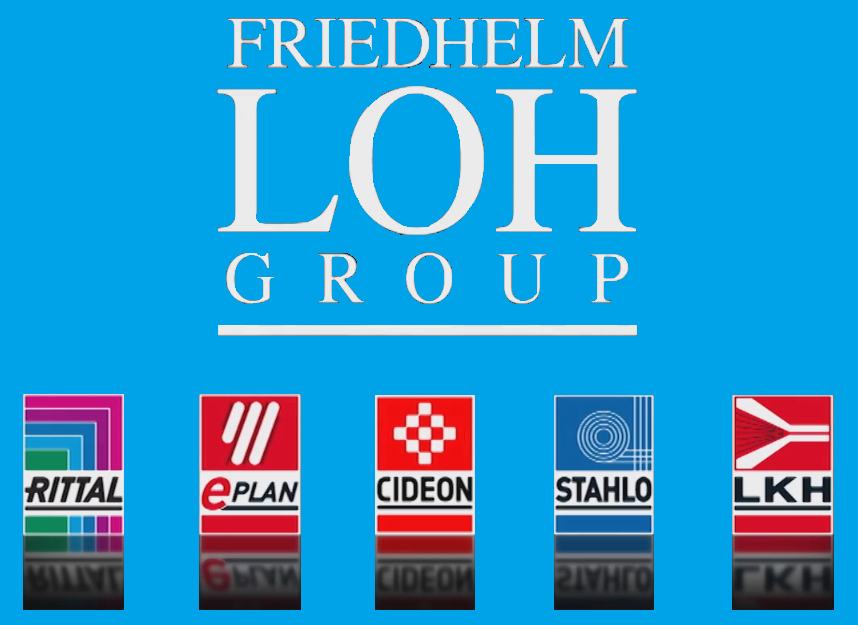 FRIEDHELM
LOH
GROUP
RITTAL
ePLAN
CIDEON
STAHLO
LKH